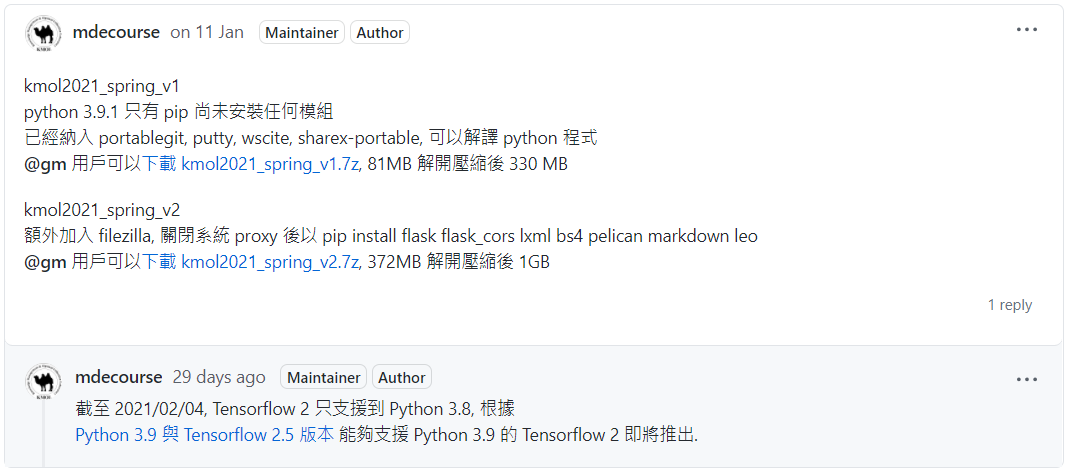 mdecourse on 11 Jan Maintainer Author
kmol2021_spring_v1
python 3.9.1 只有 pip 尚未安裝任何模組
已經納入 portablegit, putty, wscite, sharex-portable, 可以解譯 python 程式
@gm 用戶可以下載 kmol2021_spring_v1.7z, 81MB 解開壓縮後 330 MB
kmol2021_spring_v2
額外加入 filezilla, 關閉系統 proxy 後以 pip install flask flask_cors lxml bs4 pelican markdown leo
@gm 用戶可以下載 kmol2021_spring_v2.7z, 372MB 解開壓縮後 1GB
1 reply
mdecourse 29 days ago Maintainer Author
截至 2021/02/04, Tensorflow 2 只支援到 Python 3.8, 根據
Python 3.9 與 Tensorflow 2.5 版本 能夠支援 Python 3.9 的 Tensorflow 2 即將推出.